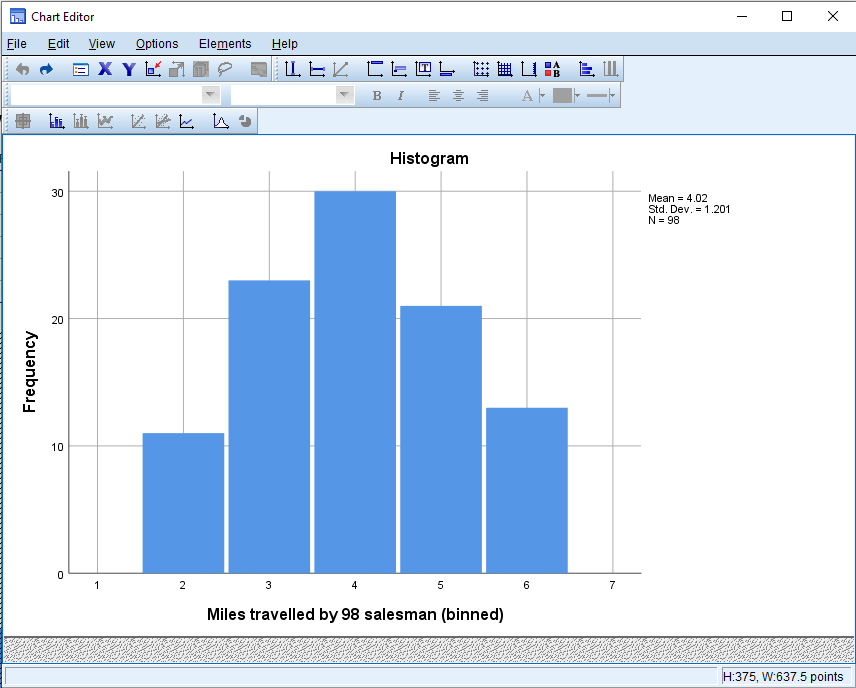 Chart Editor
File Edit View Options Elements Help
X Y T A B
B I A
Histogram
Mean = 4.02
Std. Dev. = 1.201
N = 98
30
20
10
0
Frequency
1 2 3 4 5 6 7
Miles travelled by 98 salesman (binned)
H:375, W:637.5 points